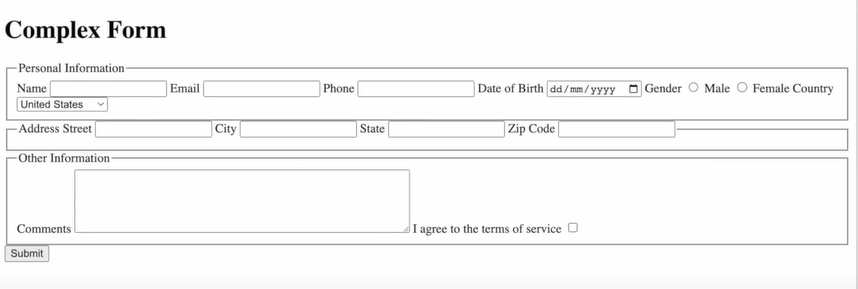 Complex Form
Personal Information
Name Email Phone Date of Birth dd/mm/yyyy Gender Male Female Country
United States
Address Street City State Zip Code
Other Information
Comments I agree to the terms of service
Submit